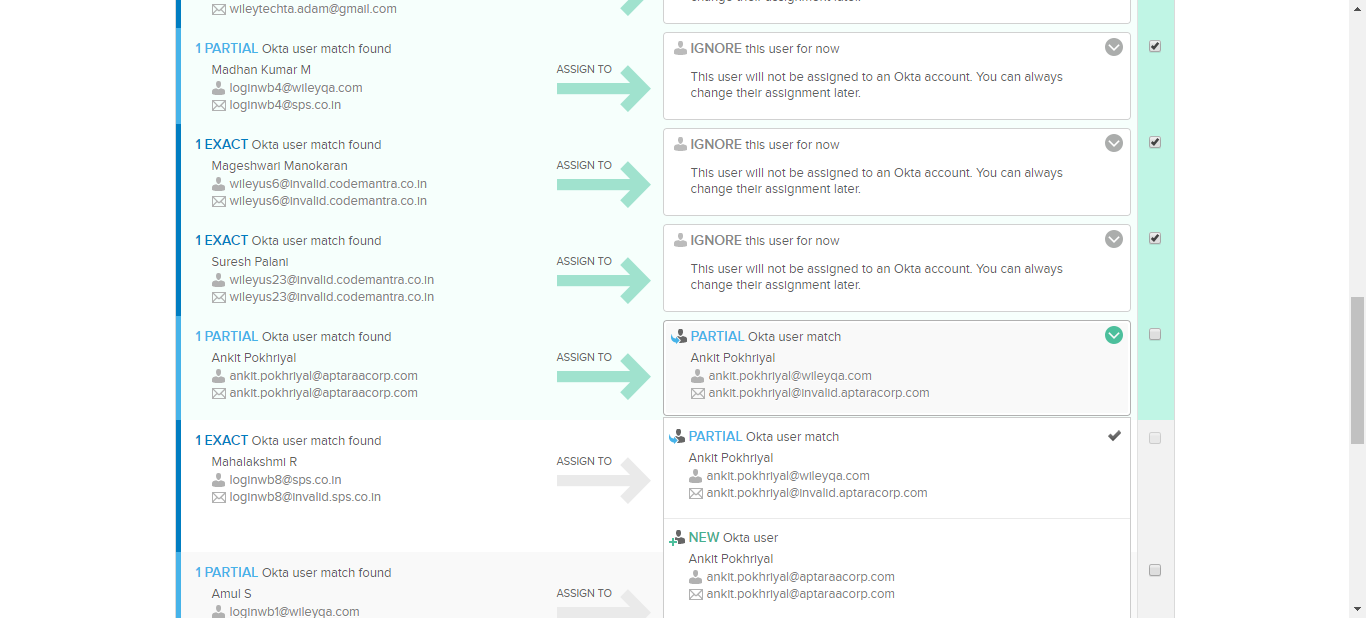 wileytechta.adam@gmail.com
change their assignment later.
1 PARTIAL Okta user match found
Madhan Kumar M
loginwb4@wileyqa.com
loginwb4@sps.co.in
ASSIGN TO
IGNORE this user for now
This user will not be assigned to an Okta account. You can always
change their assignment later.
1 EXACT Okta user match found
Mageshwari Manokaran
wileyus6@invalid.codemantra.co.in
wileyus6@invalid.codemantra.co.in
ASSIGN TO
IGNORE this user for now
This user will not be assigned to an Okta account. You can always
change their assignment later.
1 EXACT Okta user match found
Suresh Palani
wileyus23@invalid.codemantra.co.in
wileyus23@invalid.codemantra.co.in
ASSIGN TO
IGNORE this user for now
This user will not be assigned to an Okta account. You can always
change their assignment later.
1 PARTIAL Okta user match found
Ankit Pokhriyal
ankit.pokhriyal@aptaraacorp.com
ankit.pokhriyal@aptaraacorp.com
ASSIGN TO
PARTIAL Okta user match
Ankit Pokhriyal
ankit.pokhriyal@wileyqa.com
ankit.pokhriyal@invalid.aptaracorp.com
1 EXACT Okta user match found
Mahalakshmi R
loginwb8@sps.co.in
loginwb8@invalid.sps.co.in
ASSIGN TO
PARTIAL Okta user match
Ankit Pokhriyal
ankit.pokhriyal@wileyqa.com
ankit.pokhriyal@invalid.aptaracorp.com
NEW Okta user
Ankit Pokhriyal
ankit.pokhriyal@aptaraacorp.com
ankit.pokhriyal@aptaraacorp.com
1 PARTIAL Okta user match found
Amul S
loginwb1@wileyqa.com
ASSIGN TO